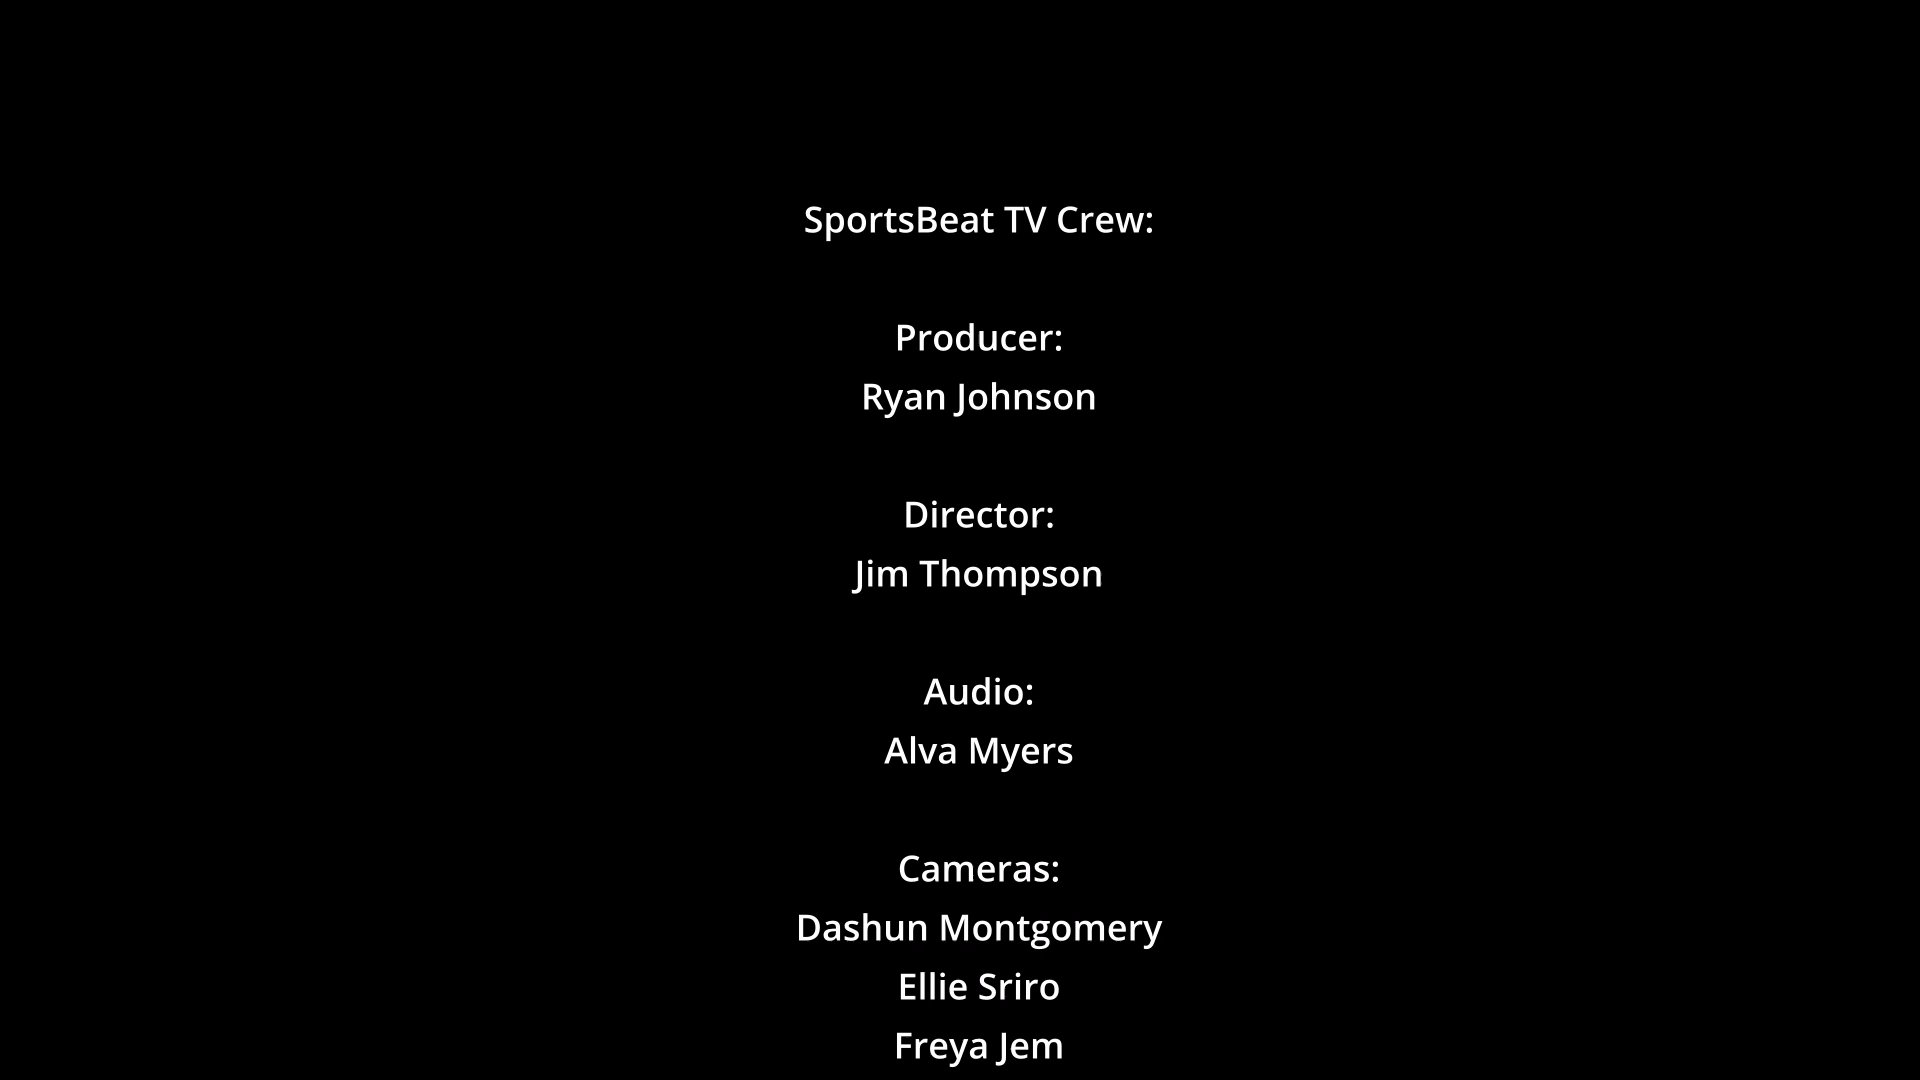 SportsBeat TV Crew:
Producer:
Ryan Johnson
Director:
Jim Thompson
Audio:
Alva Myers
Cameras:
Dashun Montgomery
Ellie Sriro
Freya Jem